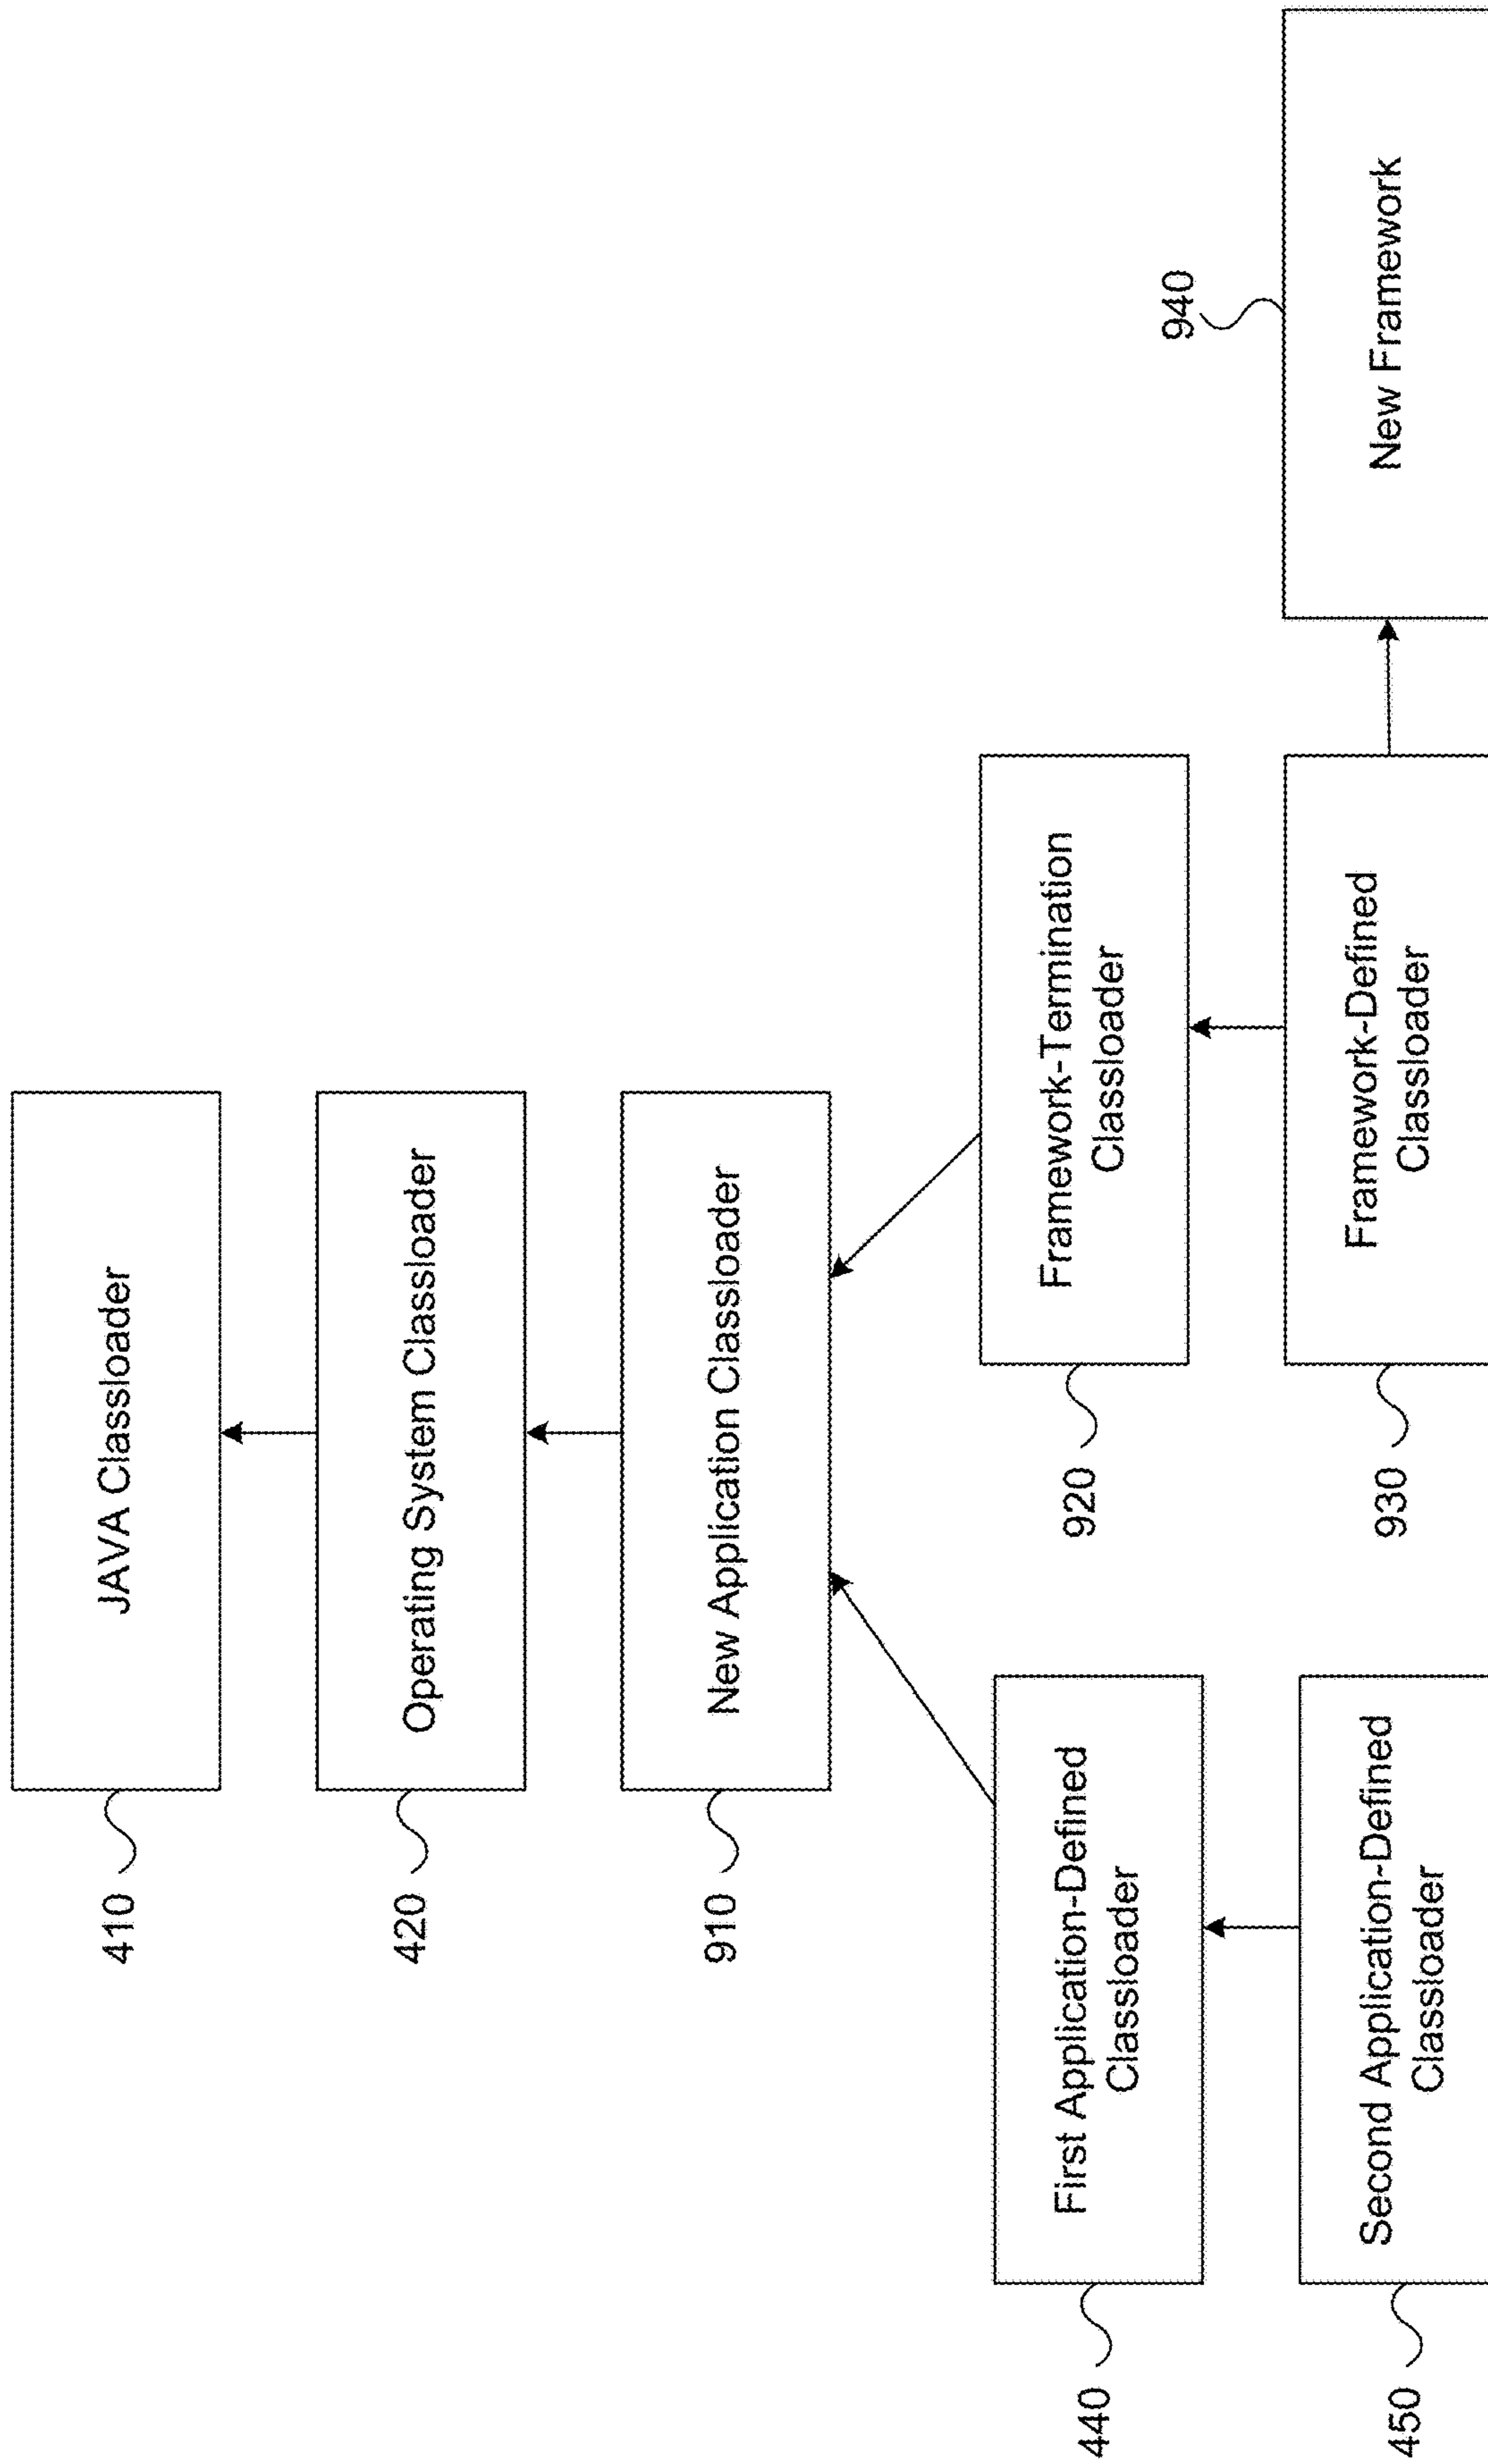 410
JAVA Classloader
420
Operating System Classloader
910
New Application Classloader
440
First Application-Defined
Classloader
920
Framework-Termination
Classloader
450
Second Application-Defined
Classloader
930
Framework-Defined
Classloader
940
New Framework